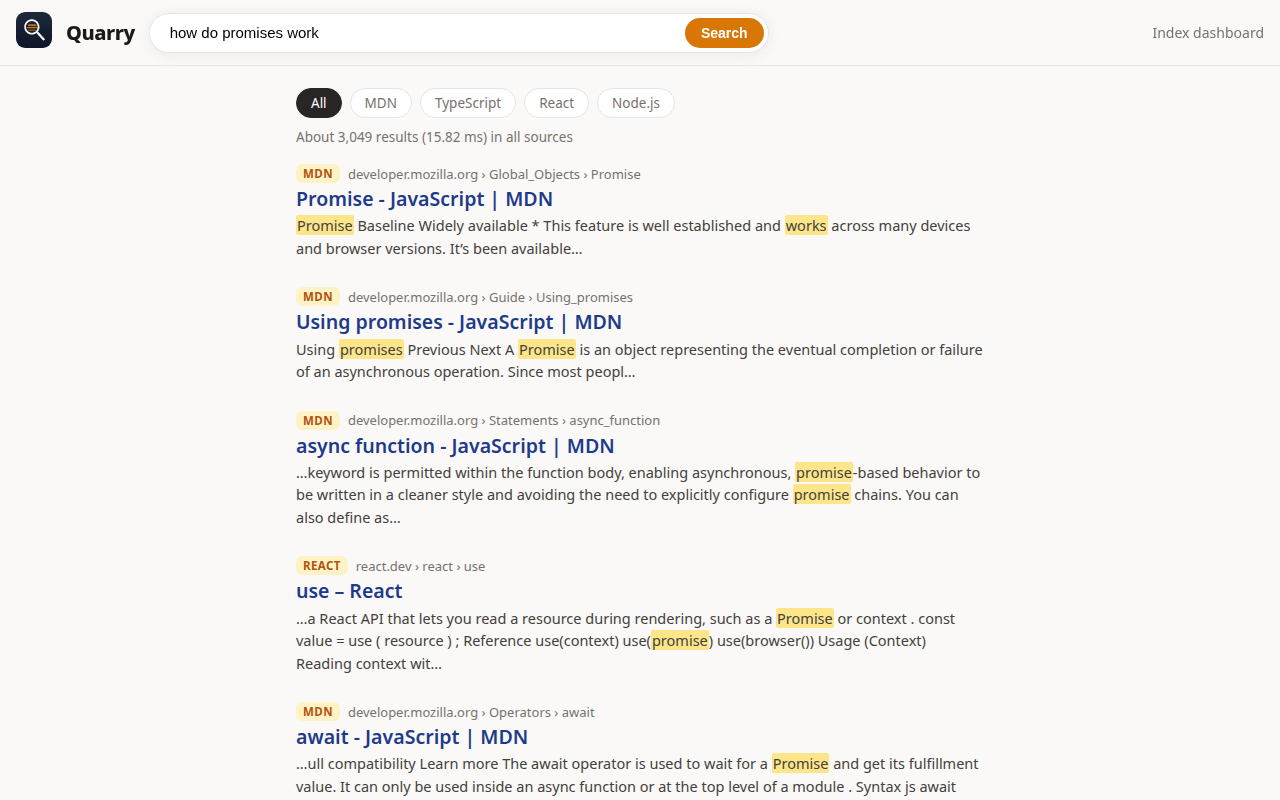 Quarry
how do promises work
Search
Index dashboard
All
MDN
TypeScript
React
Node.js
About 3,049 results (15.82 ms) in all sources
MDN developer.mozilla.org › Global_Objects › Promise
Promise - JavaScript | MDN
Promise Baseline Widely available * This feature is well established and works across many devices
and browser versions. It’s been available...
MDN developer.mozilla.org › Guide › Using_promises
Using promises - JavaScript | MDN
Using promises Previous Next A Promise is an object representing the eventual completion or failure
of an asynchronous operation. Since most peopl...
MDN developer.mozilla.org › Statements › async_function
async function - JavaScript | MDN
...keyword is permitted within the function body, enabling asynchronous, promise-based behavior to
be written in a cleaner style and avoiding the need to explicitly configure promise chains. You can
also define as...
REACT react.dev › react › use
use – React
...a React API that lets you read a resource during rendering, such as a Promise or context . const
value = use ( resource ) ; Reference use(context) use(promise) use(browser()) Usage (Context)
Reading context wit...
MDN developer.mozilla.org › Operators › await
await - JavaScript | MDN
...ull compatibility Learn more The await operator is used to wait for a Promise and get its fulfillment
value. It can only be used inside an async function or at the top level of a module . Syntax js await